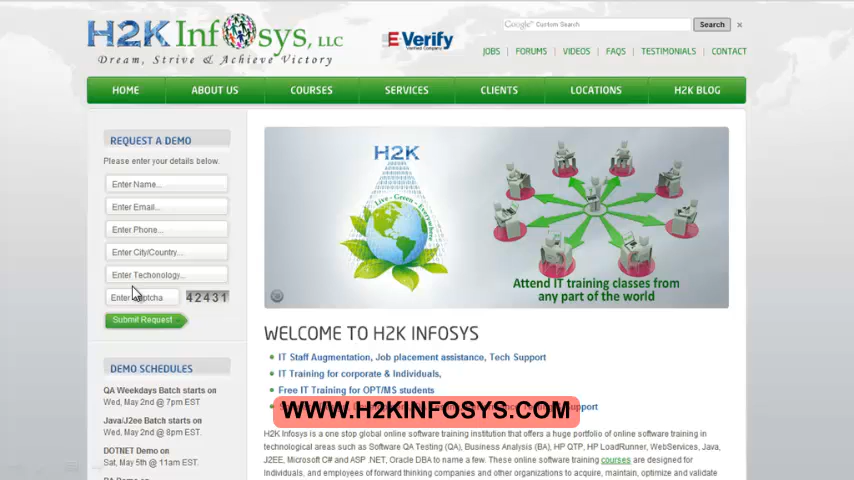 H2K Infosys, LLC
Dream, Strive & Achieve Victory
E Verify
Google Custom Search
Search
×
JOBS FORUMS VIDEOS FAQS TESTIMONIALS CONTACT
HOME ABOUT US COURSES SERVICES CLIENTS LOCATIONS H2K BLOG
REQUEST A DEMO
Please enter your details below.
Enter Name...
Enter Email...
Enter Phone...
Enter City/Country...
Enter Techonology...
Enter 42431
Submit Request
DEMO SCHEDULES
QA Weekdays Batch starts on
Wed, May 2nd @ 7pm EST
Java/J2ee Batch starts on
Wed, May 2nd @ 8pm EST.
DOTNET Demo on
Sat, May 5th @ 11am EST.
H2K
Live - Green - Everywhere
Attend IT training classes from
any part of the world
WELCOME TO H2K INFOSYS
IT Staff Augmentation, Job placement assistance, Tech Support
IT Training for corporate & Individuals,
Free IT Training for OPT/MS students
support
WWW.H2KINFOSYS.COM
H2K Infosys is a one stop global online software training institution that offers a huge portfolio of online software training in
technological areas such as Software QA Testing (QA), Business Analysis (BA), HP QTP, HP LoadRunner, WebServices, Java,
J2EE, Microsoft C# and ASP .NET, Oracle DBA to name a few. These online software training courses are designed for
Individuals, and employees of forward thinking companies and other organizations to acquire, maintain, optimize and validate